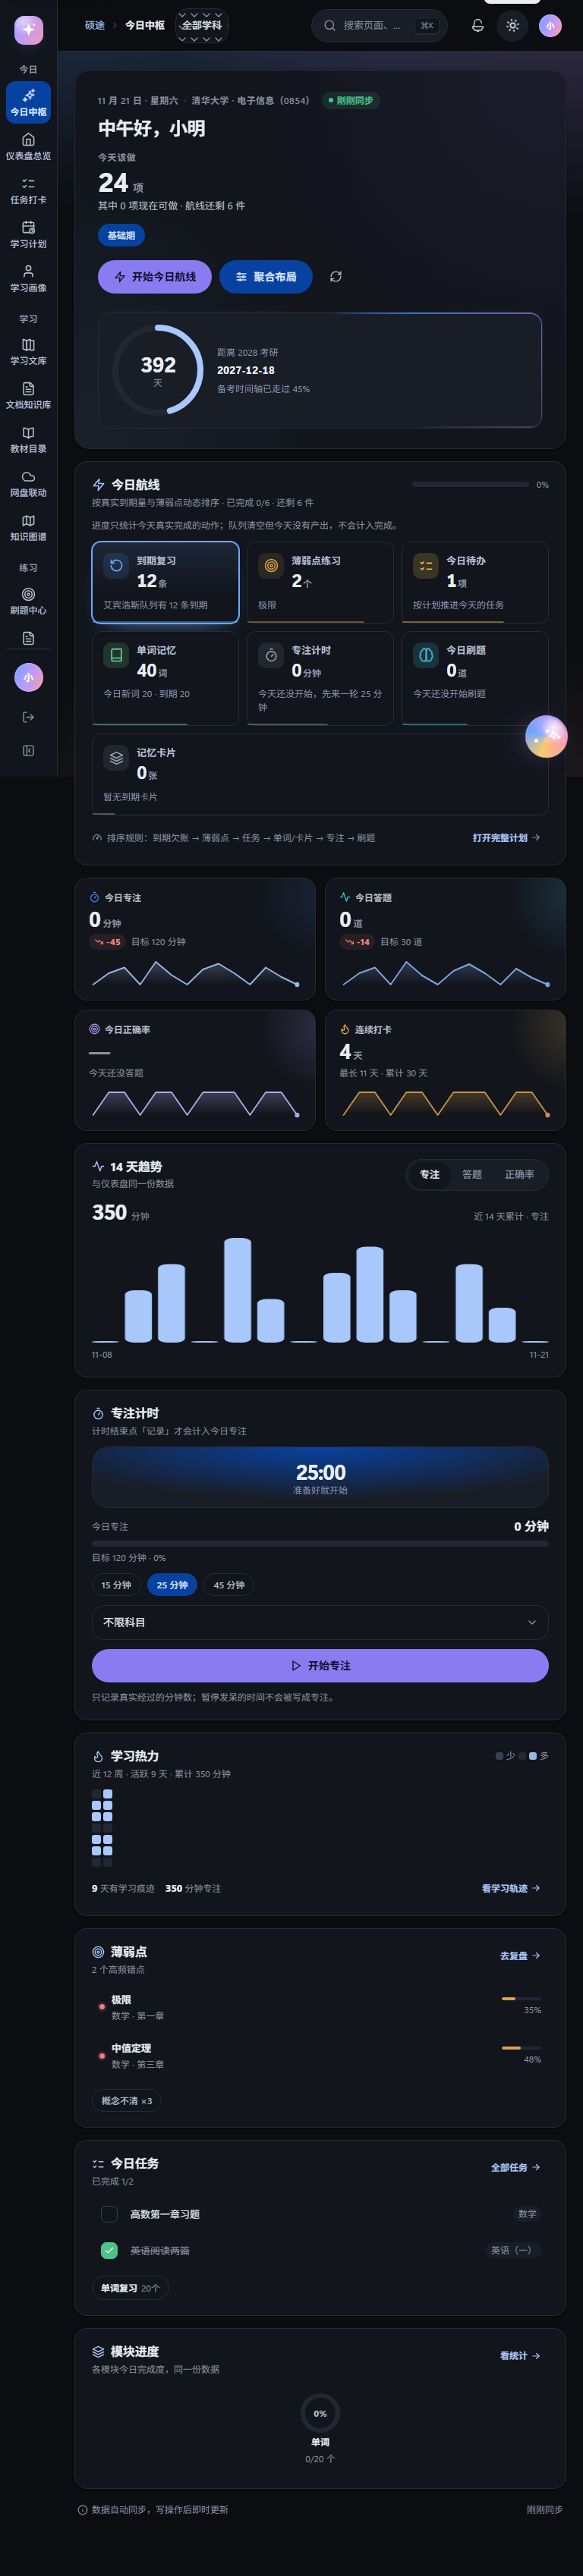 硕途 > 今日中枢 全部学科
搜索页面、... ⌘K
小
今日
今日中枢
仪表盘总览
任务打卡
学习计划
学习画像
学习
学习文库
文档知识库
教材目录
网盘联动
知识图谱
练习
刷题中心
小
11 月 21 日 · 星期六 · 清华大学 · 电子信息（0854） 刚刚同步
中午好，小明
今天该做
24 项
其中 0 项现在可做 · 航线还剩 6 件
基础期
开始今日航线 聚合布局
392
天
距离 2028 考研
2027-12-18
备考时间轴已走过 45%
今日航线 0%
按真实到期量与薄弱点动态排序 · 已完成 0/6 · 还剩 6 件
进度只统计今天真实完成的动作；队列清空但今天没有产出，不会计入完成。
到期复习
12 条
艾宾浩斯队列有 12 条到期
薄弱点练习
2 个
极限
今日待办
1 项
按计划推进今天的任务
单词记忆
40 词
今日新词 20 · 到期 20
专注计时
0 分钟
今天还没开始，先来一轮 25 分
钟
今日刷题
0 道
今天还没开始刷题
记忆卡片
0 张
暂无到期卡片
排序规则：到期欠账 → 薄弱点 → 任务 → 单词/卡片 → 专注 → 刷题
打开完整计划 →
今日专注
0 分钟
-45 目标 120 分钟
今日答题
0 道
-14 目标 30 道
今日正确率
—
今天还没答题
连续打卡
4 天
最长 11 天 · 累计 30 天
14 天趋势
与仪表盘同一份数据
专注 答题 正确率
350 分钟
近 14 天累计 · 专注
11-08 11-21
专注计时
计时结束点「记录」才会计入今日专注
25:00
准备好就开始
今日专注 0 分钟
目标 120 分钟 · 0%
15 分钟 25 分钟 45 分钟
不限科目
开始专注
只记录真实经过的分钟数；暂停发呆的时间不会被写成专注。
学习热力
少 多
近 12 周 · 活跃 9 天 · 累计 350 分钟
9 天有学习痕迹 350 分钟专注
看学习轨迹 →
薄弱点
去复盘 →
2 个高频锚点
极限
数学 · 第一章
35%
中值定理
数学 · 第三章
48%
概念不清 ×3
今日任务
全部任务 →
已完成 1/2
高数第一章习题 数学
英语阅读两篇 英语（一）
单词复习 20个
模块进度
看统计 →
各模块今日完成度，同一份数据
0%
单词
0/20 个
数据自动同步，写操作后即时更新 刚刚同步